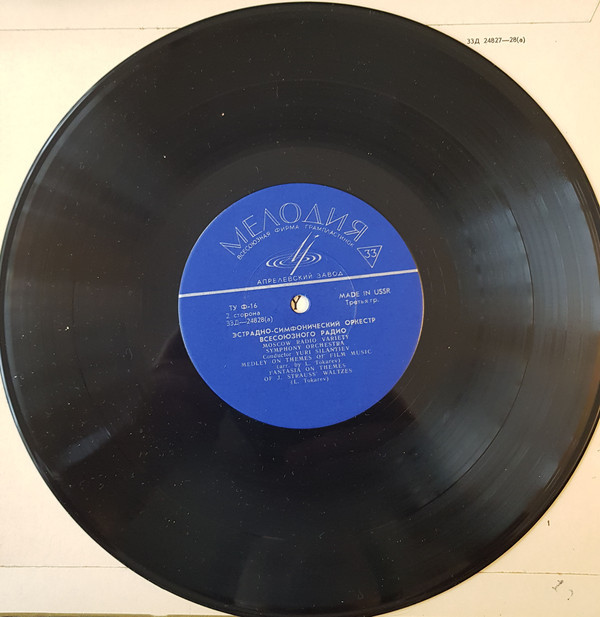 33Д 24827—28(а)
МЕЛОДИЯ
ВСЕСОЮЗНАЯ ФИРМА ГРАМПЛАСТИНОК
33
АПРЕЛЕВСКИЙ ЗАВОД
ТУ Ф-16
MADE IN USSR
2 сторона
Третья гр.
33Д—24828(а)
Y
ЭСТРАДНО-СИМФОНИЧЕСКИЙ ОРКЕСТР
ВСЕСОЮЗНОГО РАДИО
MOSCOW RADIO VARIETY
SYMPHONY ORCHESTRA
Conductor YURI SILANTIEV
MEDLEY ON THEMES OF FILM MUSIC
(arr. by L. Tokarev)
FANTASIA ON THEMES
OF J. STRAUSS' WALTZES
(L. Tokarev)
1